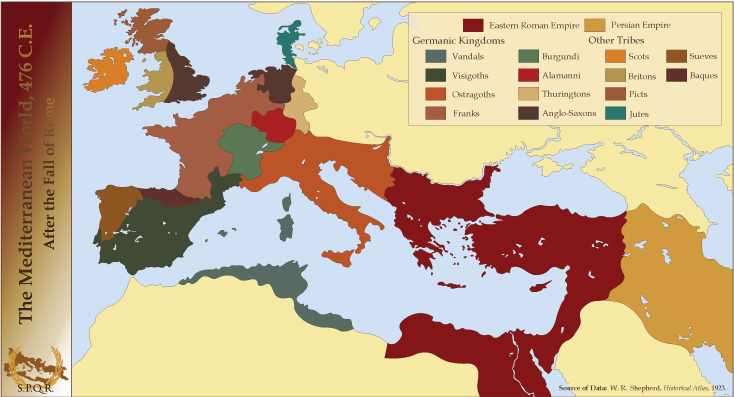 The Mediterranean World, 476 C.E.
After the Fall of Rome
S.P.Q.R.
Eastern Roman Empire
Persian Empire
Germanic Kingdoms
Other Tribes
Vandals
Burgundi
Scots
Sueves
Visigoths
Alamanni
Britons
Baques
Ostragoths
Thuringtons
Picts
Franks
Anglo-Saxons
Jutes
Source of Data: W. R. Shepherd, Historical Atlas, 1923.